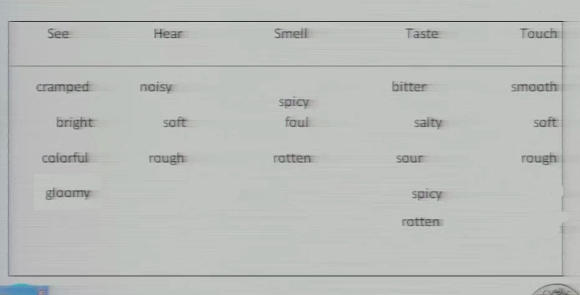 See Hear Smell Taste Touch
cramped noisy bitter smooth
spicy
bright soft foul salty soft
colorful rough rotten sour rough
gloomy spicy
rotten